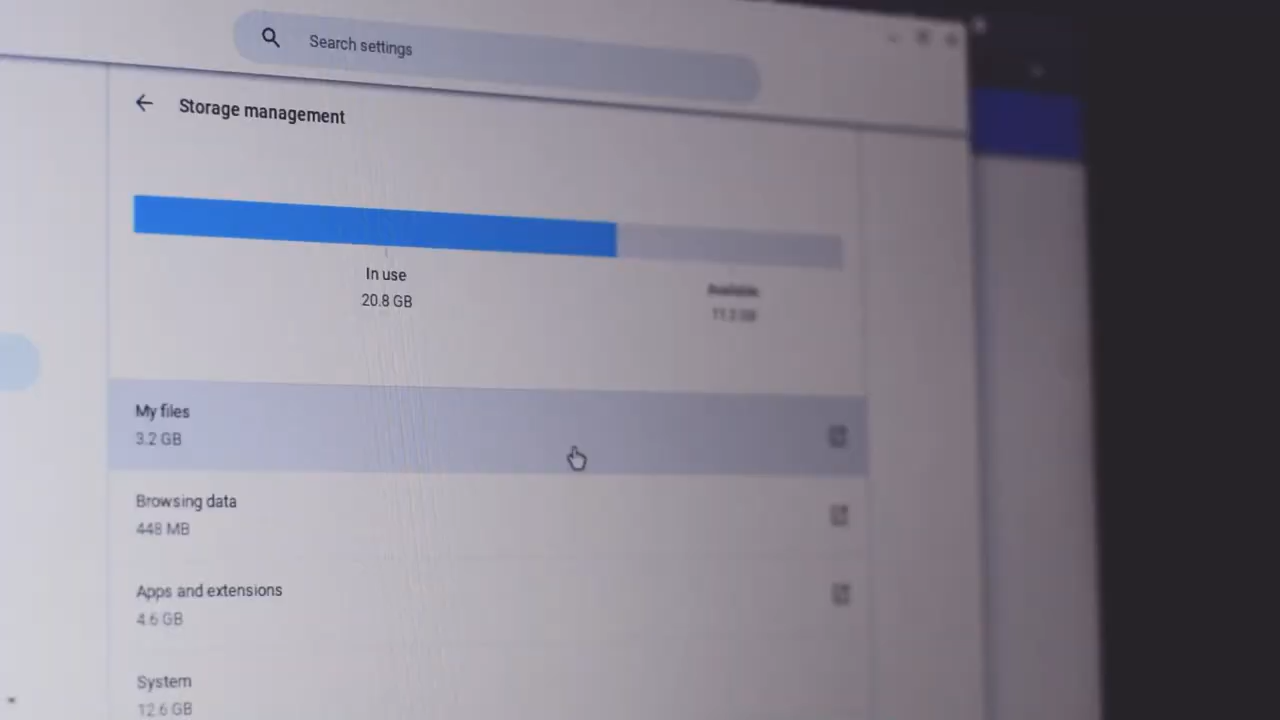 Search settings
Storage management
In use
20.8 GB
Available
My files
3.2 GB
Browsing data
448 MB
Apps and extensions
4.6 GB
System
12.6 GB